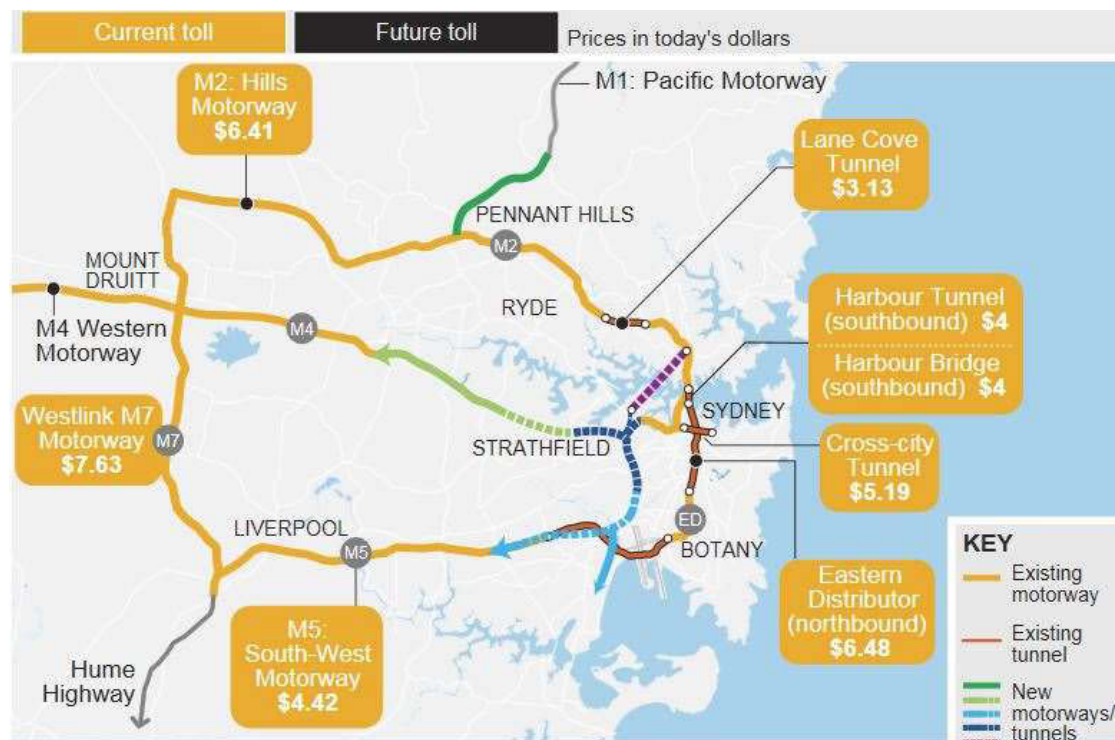 Current toll
Future toll
Prices in today's dollars
M2: Hills
Motorway
$6.41
M1: Pacific Motorway
Lane Cove
Tunnel
$3.13
PENNANT HILLS
M2
MOUNT
DRUITT
RYDE
Harbour Tunnel
(southbound) $4
Harbour Bridge
(southbound) $4
M4 Western
Motorway
M4
SYDNEY
Westlink M7
Motorway
$7.63
M7
STRATHFIELD
Cross-city
Tunnel
$5.19
LIVERPOOL
M5
ED
BOTANY
Eastern
Distributor
(northbound)
$6.48
M5:
South-West
Motorway
$4.42
Hume
Highway
KEY
Existing
motorway
Existing
tunnel
New
motorways/
tunnels